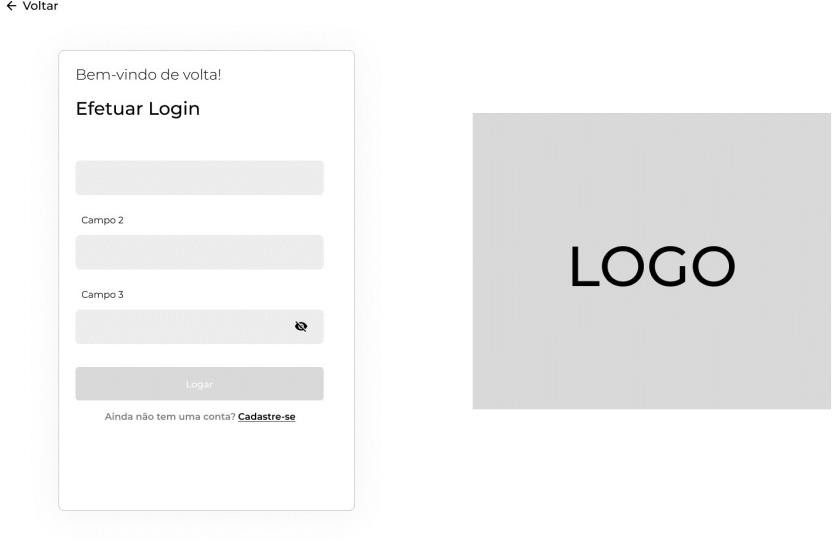 Voltar
Bem-vindo de volta!
Efetuar Login
Campo 2
Campo 3
Logar
Ainda não tem uma conta? Cadastre-se
LOGO